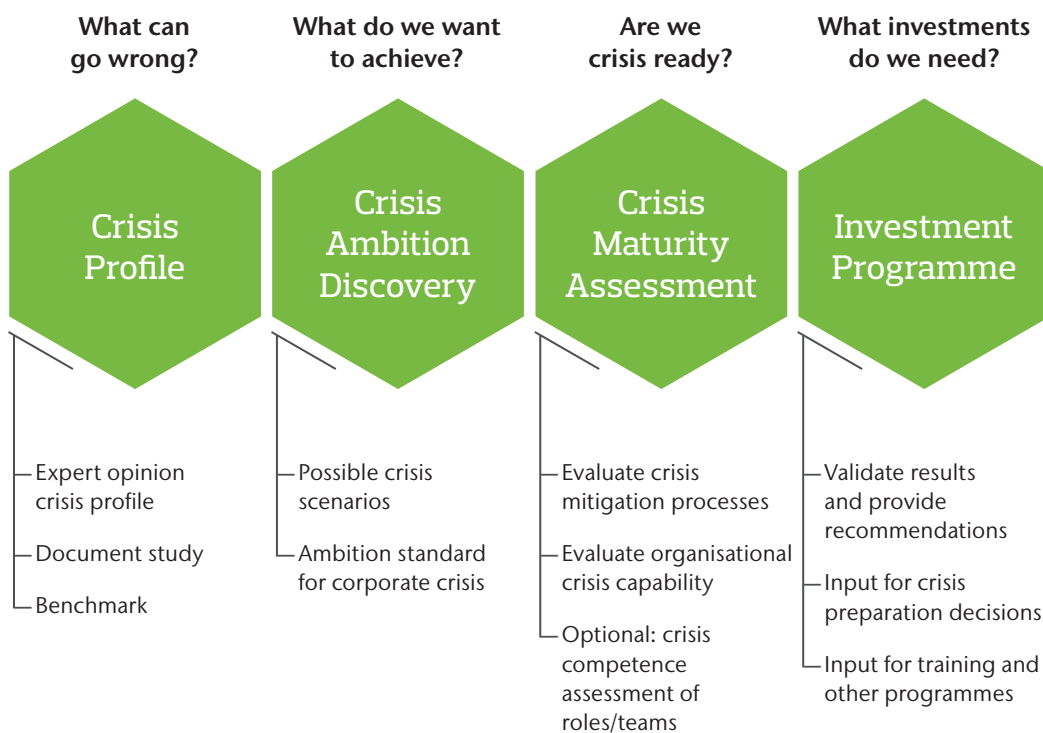 What can
go wrong?
What do we want
to achieve?
Are we
crisis ready?
What investments
do we need?
Crisis
Profile
Crisis
Ambition
Discovery
Crisis
Maturity
Assessment
Investment
Programme
Expert opinion
crisis profile
Document study
Benchmark
Possible crisis
scenarios
Ambition standard
for corporate crisis
Evaluate crisis
mitigation processes
Evaluate organisational
crisis capability
Optional: crisis
competence
assessment of
roles/teams
Validate results
and provide
recommendations
Input for crisis
preparation decisions
Input for training and
other programmes